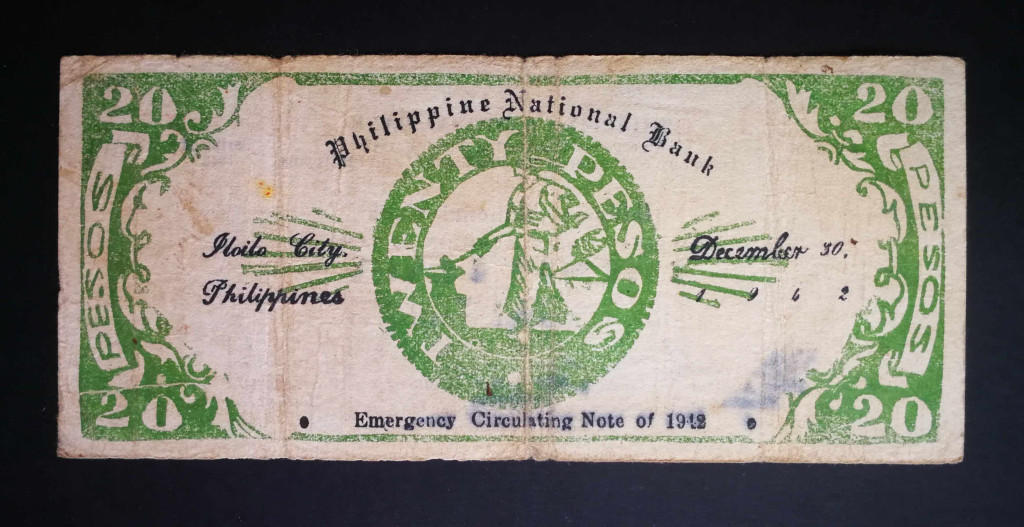 20 20
Philippine National Bank
TWENTY PESOS
PESOS PESOS
Iloilo City. December 30.
Philippines 1 9 4 2
20 20
• Emergency Circulating Note of 1942 •